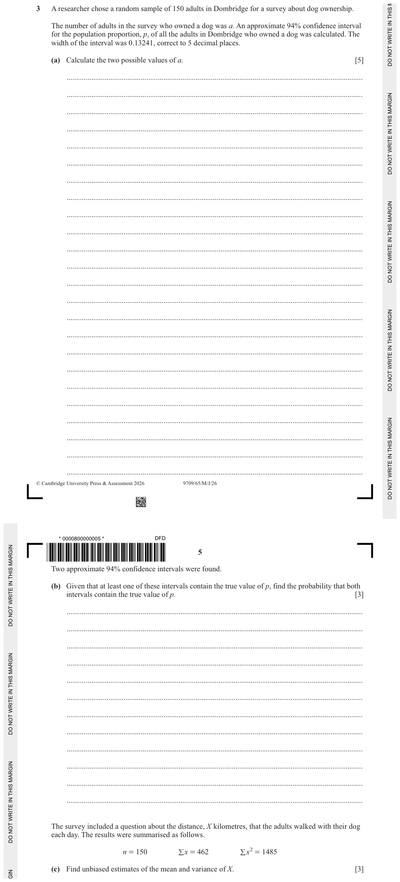 3 A researcher chose a random sample of 150 adults in Dombridge for a survey about dog ownership.
The number of adults in the survey who owned a dog was a. An approximate 94% confidence interval
for the population proportion, p, of all the adults in Dombridge who owned a dog was calculated. The
width of the interval was 0.13241, correct to 5 decimal places.
(a) Calculate the two possible values of a. [5]
© Cambridge University Press & Assessment 2026 9709/65/M/J/26
DO NOT WRITE IN THIS MARGIN
DO NOT WRITE IN THIS MARGIN
DO NOT WRITE IN THIS MARGIN
DO NOT WRITE IN THIS MARGIN
DO NOT WRITE IN THIS MARGIN
* 0000800000005 * DFD
5
Two approximate 94% confidence intervals were found.
(b) Given that at least one of these intervals contain the true value of p, find the probability that both
intervals contain the true value of p. [3]
The survey included a question about the distance, X kilometres, that the adults walked with their dog
each day. The results were summarised as follows.
n = 150 Σx = 462 Σx² = 1485
(c) Find unbiased estimates of the mean and variance of X. [3]
DO NOT WRITE IN THIS MARGIN
DO NOT WRITE IN THIS MARGIN
DO NOT WRITE IN THIS MARGIN
GIN